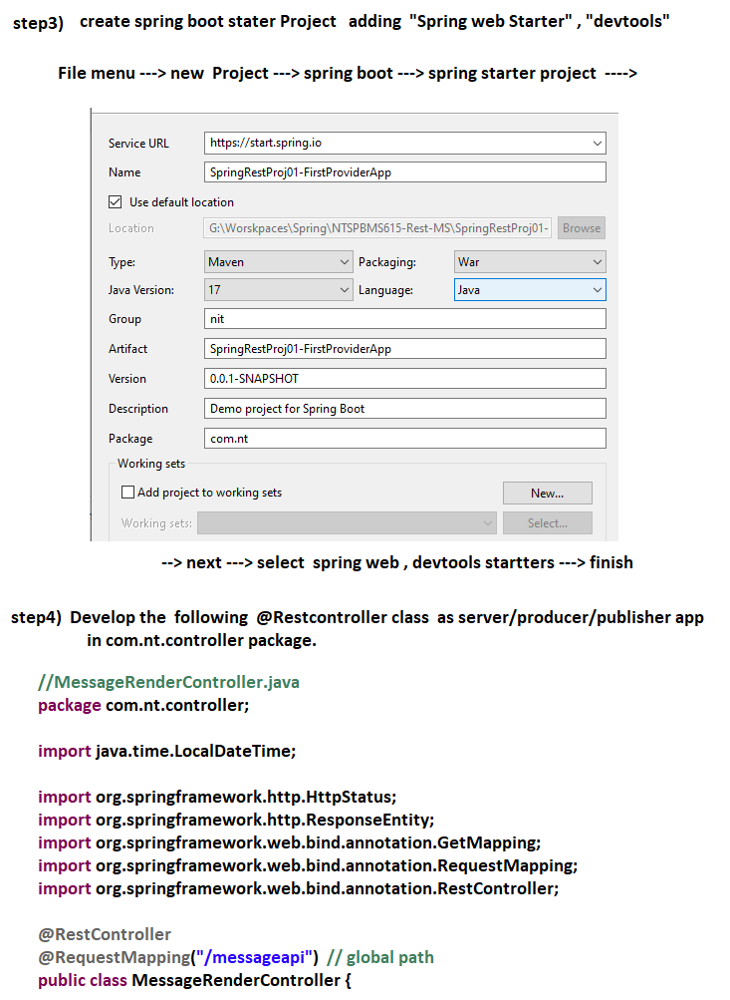 step3) create spring boot stater Project adding "Spring web Starter" , "devtools"
File menu ---> new Project ---> spring boot ---> spring starter project ---->
Service URL https://start.spring.io
Name SpringRestProj01-FirstProviderApp
Use default location
Location G:\Worskpaces\Spring\NTSPBMS615-Rest-MS\SpringRestProj01- Browse
Type: Maven Packaging: War
Java Version: 17 Language: Java
Group nit
Artifact SpringRestProj01-FirstProviderApp
Version 0.0.1-SNAPSHOT
Description Demo project for Spring Boot
Package com.nt
Working sets
Add project to working sets New...
Working sets: Select...
--> next ---> select spring web , devtools startters ---> finish
step4) Develop the following @Restcontroller class as server/producer/publisher app
in com.nt.controller package.
//MessageRenderController.java
package com.nt.controller;
import java.time.LocalDateTime;
import org.springframework.http.HttpStatus;
import org.springframework.http.ResponseEntity;
import org.springframework.web.bind.annotation.GetMapping;
import org.springframework.web.bind.annotation.RequestMapping;
import org.springframework.web.bind.annotation.RestController;
@RestController
@RequestMapping("/messageapi") // global path
public class MessageRenderController {